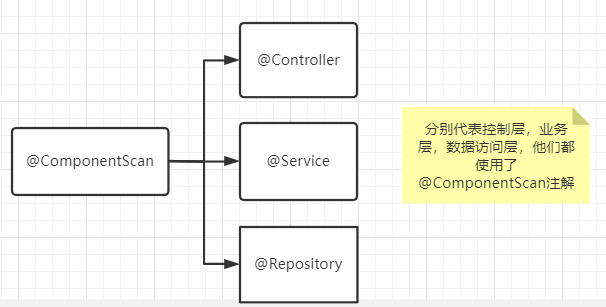 @Controller
@ComponentScan
@Service
@Repository
分别代表控制层，业务
层，数据访问层，他们都
使用了
@ComponentScan注解